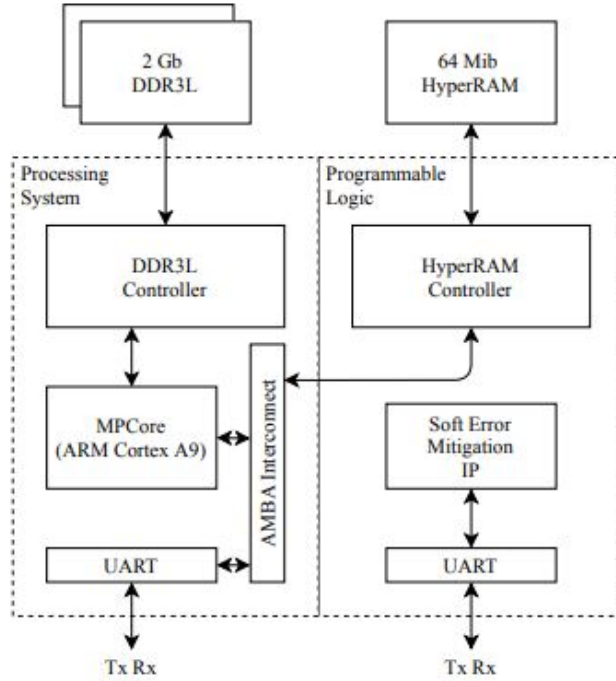 2 Gb
DDR3L
64 Mib
HyperRAM
Processing
System
Programmable
Logic
DDR3L
Controller
HyperRAM
Controller
MPCore
(ARM Cortex A9)
AMBA Interconnect
Soft Error
Mitigation
IP
UART
UART
Tx Rx
Tx Rx